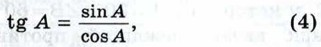 tg A = sin A / cos A, (4)